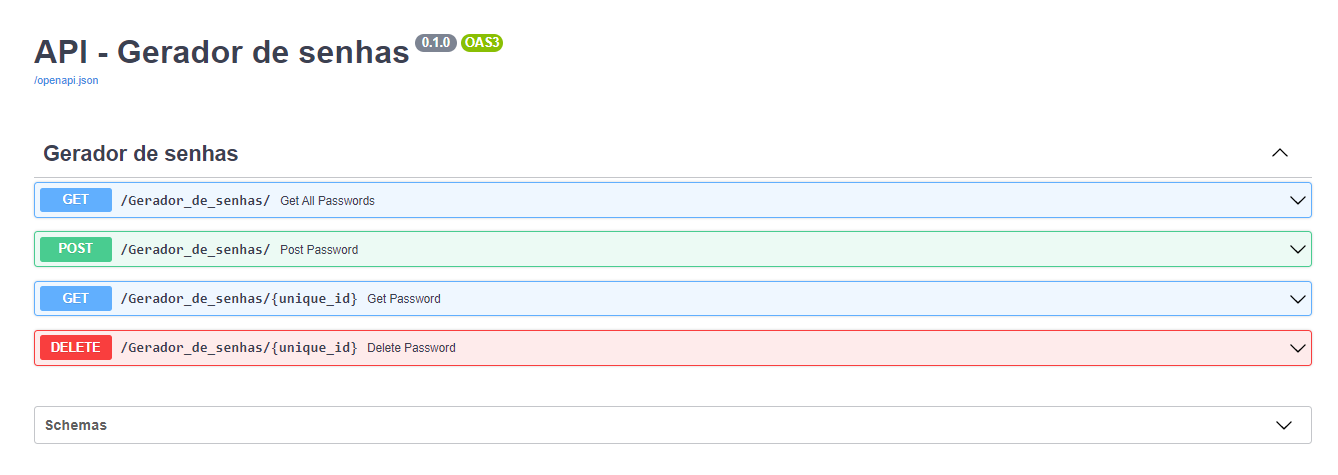 API - Gerador de senhas 0.1.0 OAS3
/openapi.json
Gerador de senhas
GET /Gerador_de_senhas/ Get All Passwords
POST /Gerador_de_senhas/ Post Password
GET /Gerador_de_senhas/{unique_id} Get Password
DELETE /Gerador_de_senhas/{unique_id} Delete Password
Schemas